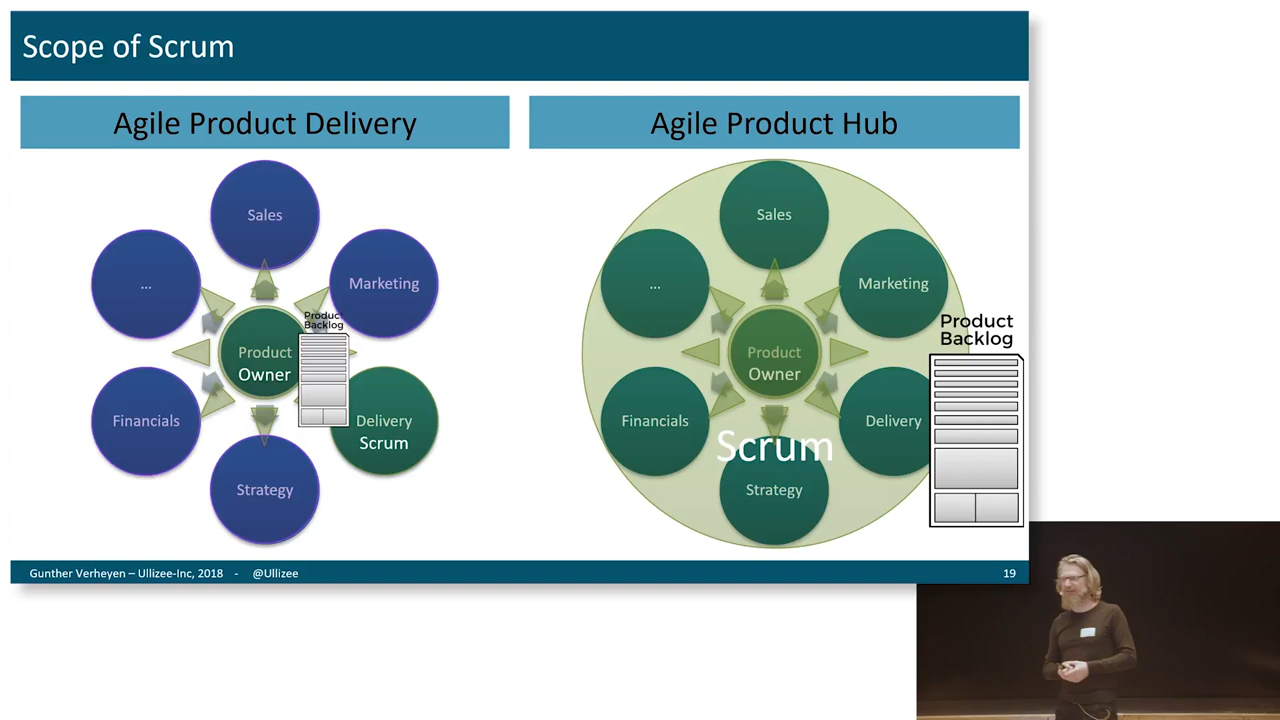 Scope of Scrum
Agile Product Delivery
Sales
...
Marketing
Product
Backlog
Product
Owner
Financials
Delivery
Scrum
Strategy
Agile Product Hub
Sales
...
Marketing
Product
Backlog
Product
Owner
Financials
Delivery
Scrum
Strategy
Gunther Verheyen – Ullizee-Inc, 2018 - @Ullizee
19